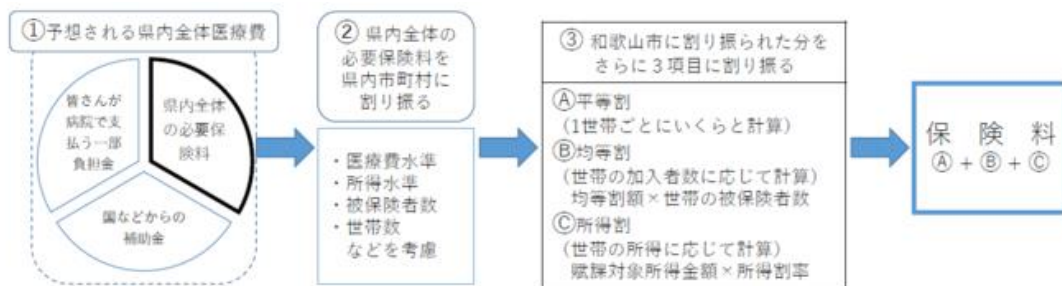 ①予想される県内全体医療費
皆さんが
病院で支
払う一部
負担金
県内全体
の必要保
険料
国などからの
補助金
② 県内全体の
必要保険料を
県内市町村に
割り振る
・医療費水準
・所得水準
・被保険者数
・世帯数
などを考慮
③ 和歌山市に割り振られた分を
さらに３項目に割り振る
Ⓐ平等割
(1世帯ごとにいくらと計算)
Ⓑ均等割
(世帯の加入者数に応じて計算)
均等割額×世帯の被保険者数
Ⓒ所得割
(世帯の所得に応じて計算)
賦課対象所得金額×所得割率
保 険 料
Ⓐ + Ⓑ + Ⓒ